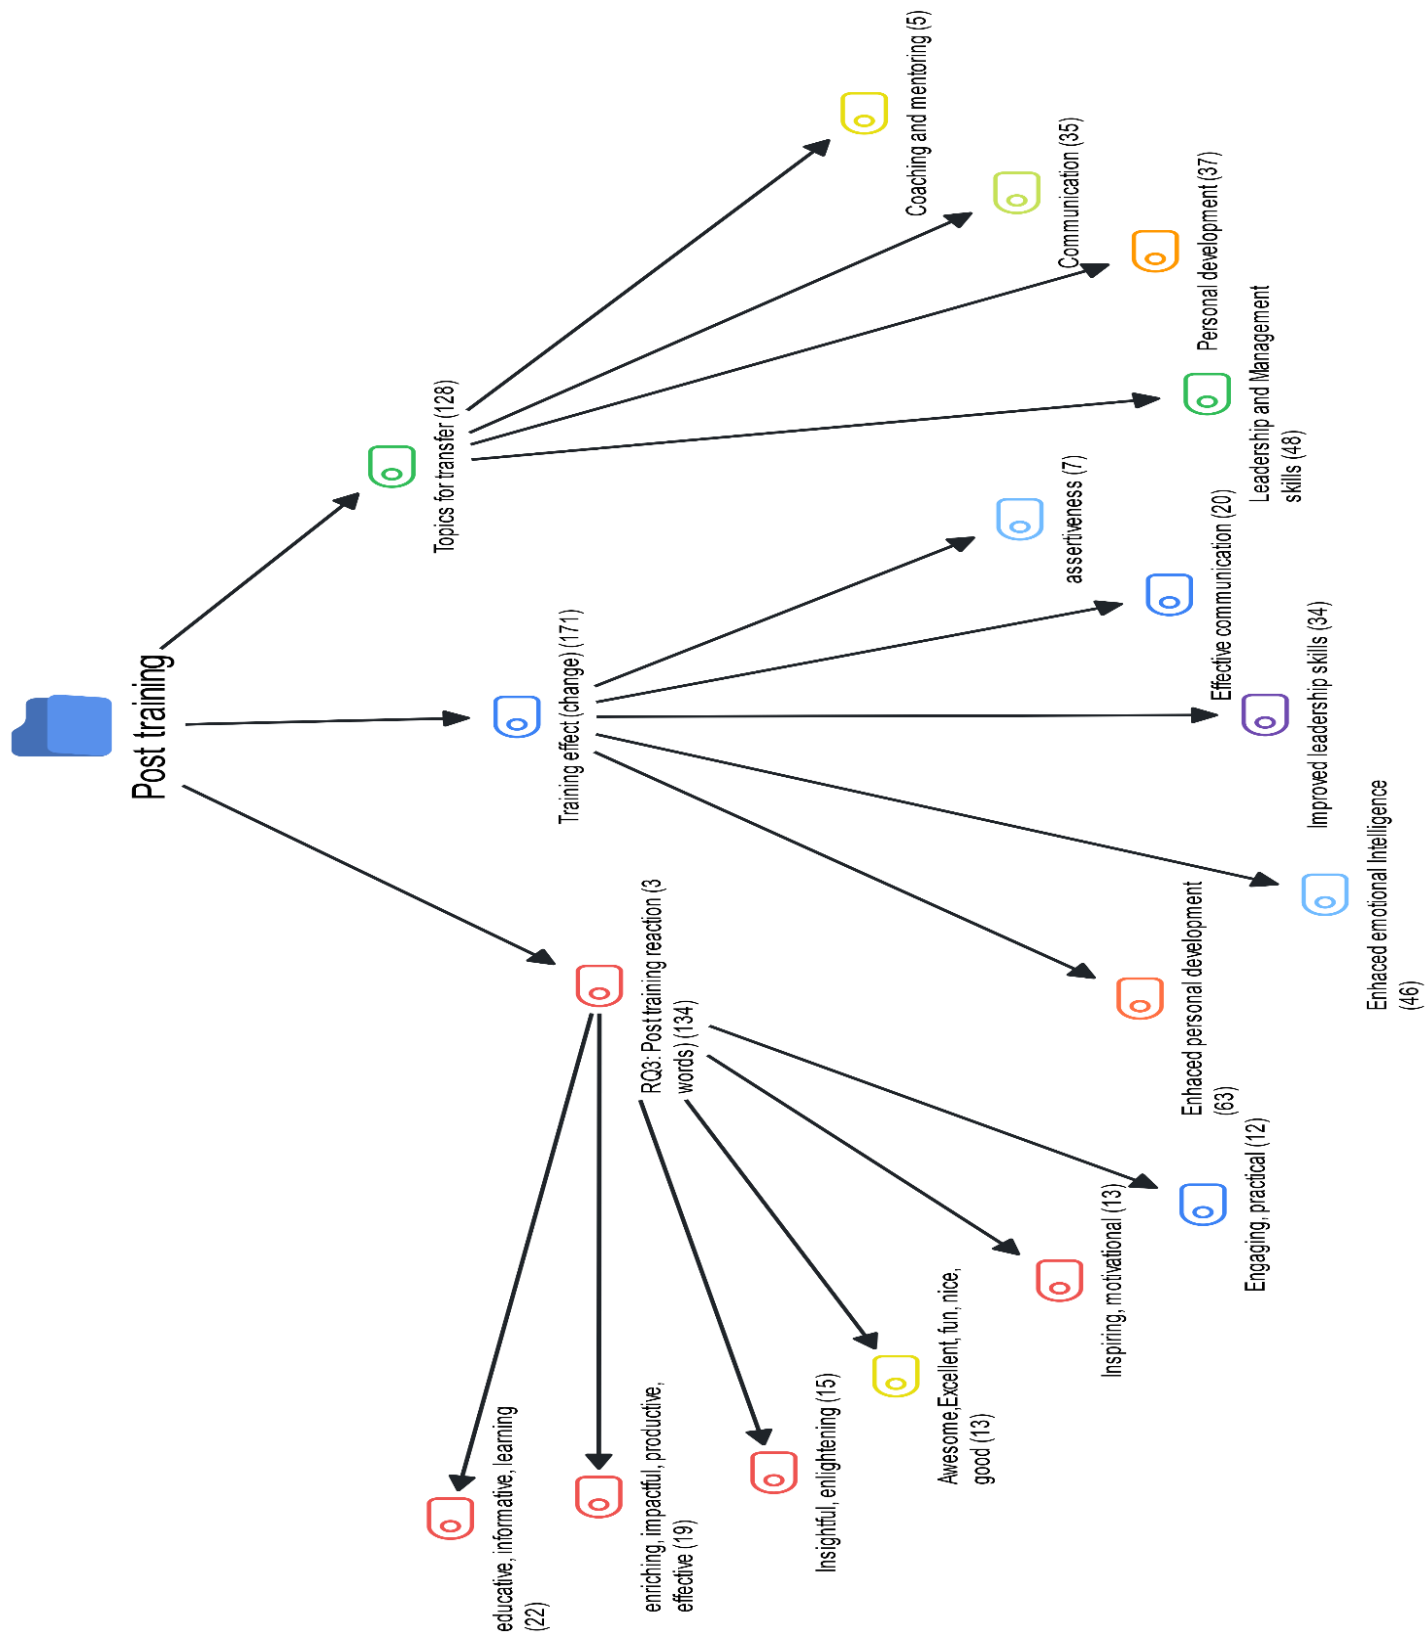 Post training
RQ3: Post training reaction (3
words) (134)
Training effect (change) (171)
Topics for transfer (128)
educative, informative, learning
(22)
enriching, impactful, productive,
effective (19)
Insightful, enlightening (15)
Awesome,Excellent, fun, nice,
good (13)
Inspiring, motivational (13)
Engaging, practical (12)
Enhaced personal development
(63)
Enhaced emotional Intelligence
(46)
Improved leadership skills (34)
Effective communication (20)
assertiveness (7)
Leadership and Management
skills (48)
Personal development (37)
Communication (35)
Coaching and mentoring (5)